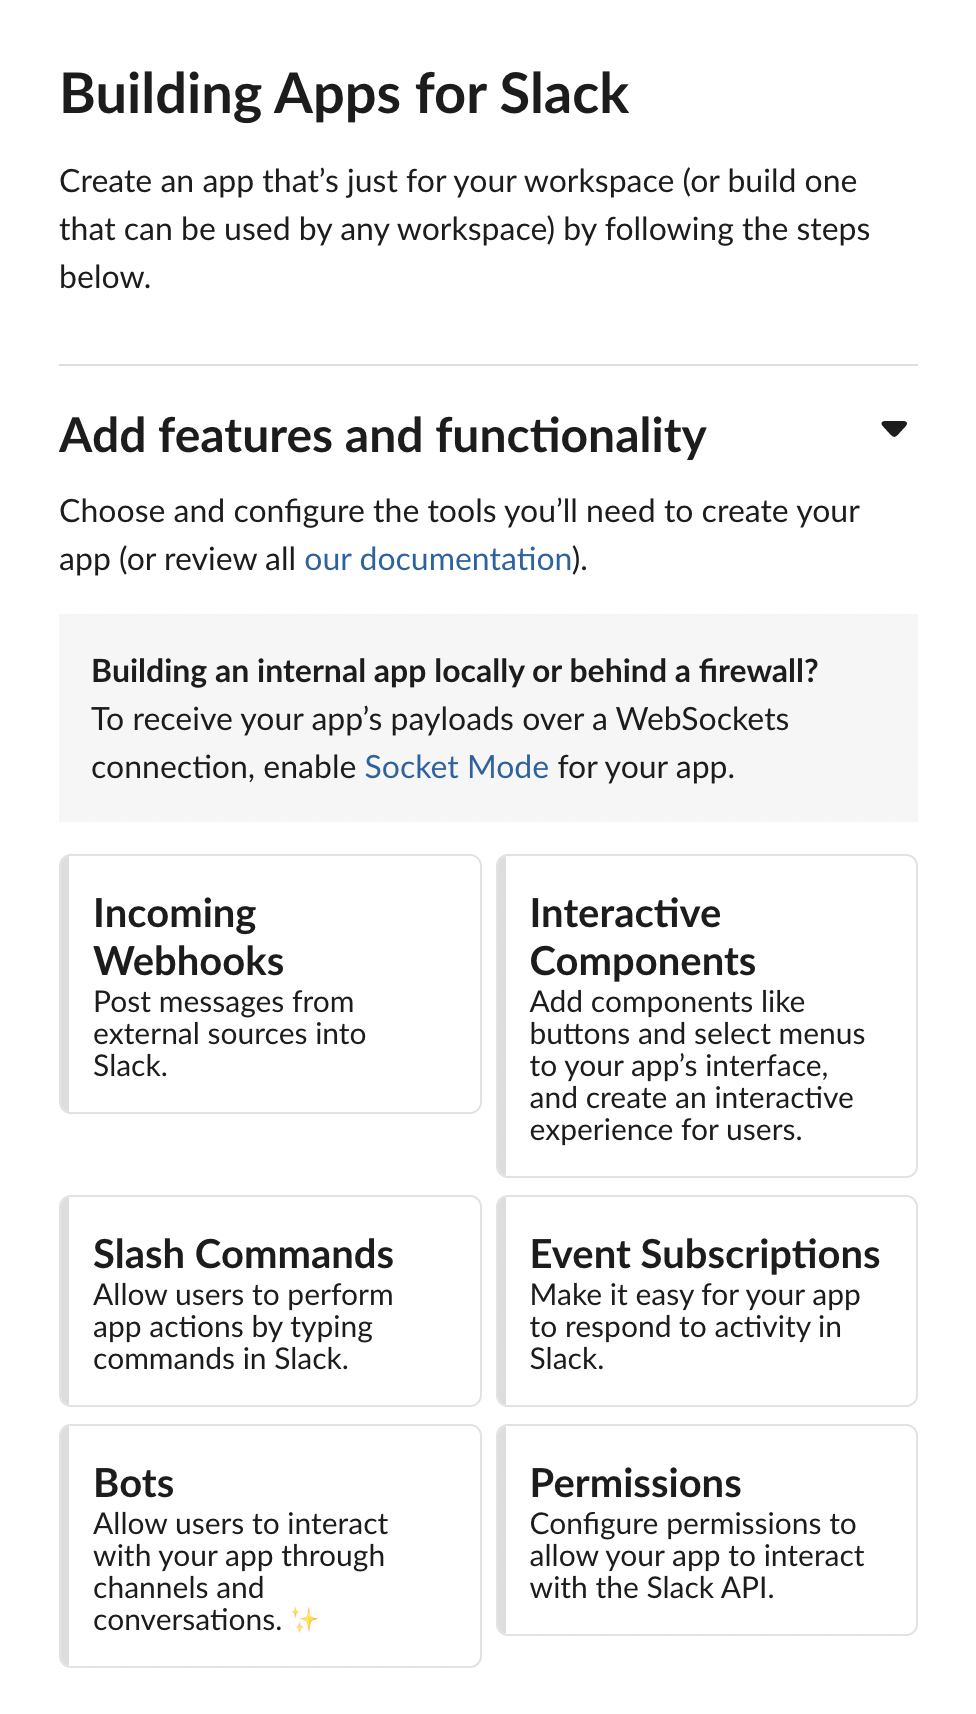 Building Apps for Slack
Create an app that’s just for your workspace (or build one
that can be used by any workspace) by following the steps
below.
Add features and functionality
Choose and configure the tools you’ll need to create your
app (or review all our documentation).
Building an internal app locally or behind a firewall?
To receive your app’s payloads over a WebSockets
connection, enable Socket Mode for your app.
Incoming
Webhooks
Post messages from
external sources into
Slack.
Interactive
Components
Add components like
buttons and select menus
to your app’s interface,
and create an interactive
experience for users.
Slash Commands
Allow users to perform
app actions by typing
commands in Slack.
Event Subscriptions
Make it easy for your app
to respond to activity in
Slack.
Bots
Allow users to interact
with your app through
channels and
conversations. ✨
Permissions
Configure permissions to
allow your app to interact
with the Slack API.